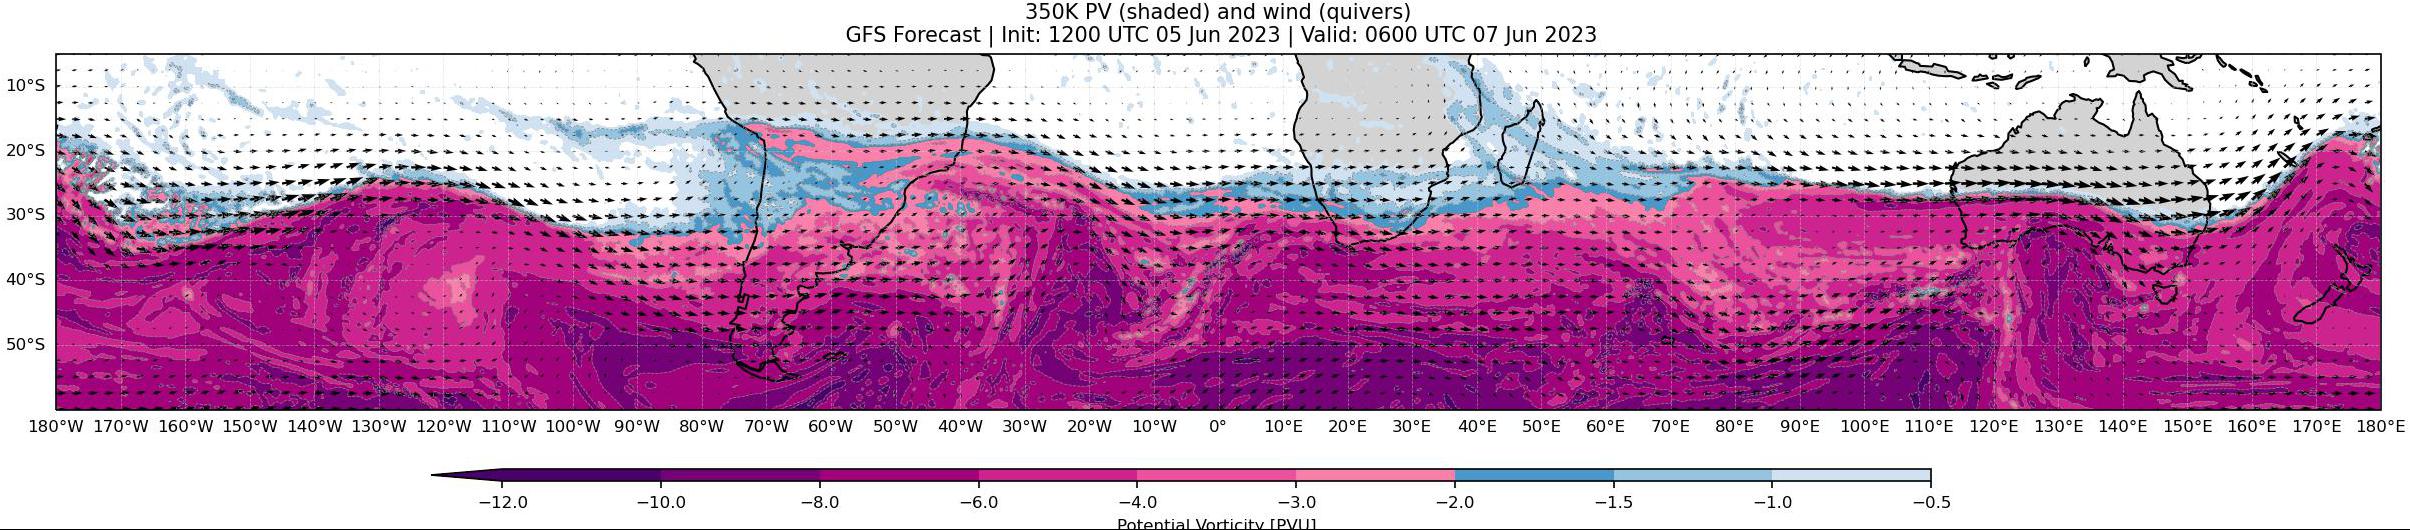 350K PV (shaded) and wind (quivers)
GFS Forecast | Init: 1200 UTC 05 Jun 2023 | Valid: 0600 UTC 07 Jun 2023
10°S
20°S
30°S
40°S
50°S
180°W 170°W 160°W 150°W 140°W 130°W 120°W 110°W 100°W 90°W 80°W 70°W 60°W 50°W 40°W 30°W 20°W 10°W 0° 10°E 20°E 30°E 40°E 50°E 60°E 70°E 80°E 90°E 100°E 110°E 120°E 130°E 140°E 150°E 160°E 170°E 180°E
−12.0 −10.0 −8.0 −6.0 −4.0 −3.0 −2.0 −1.5 −1.0 −0.5
Potential Vorticity [PVU]